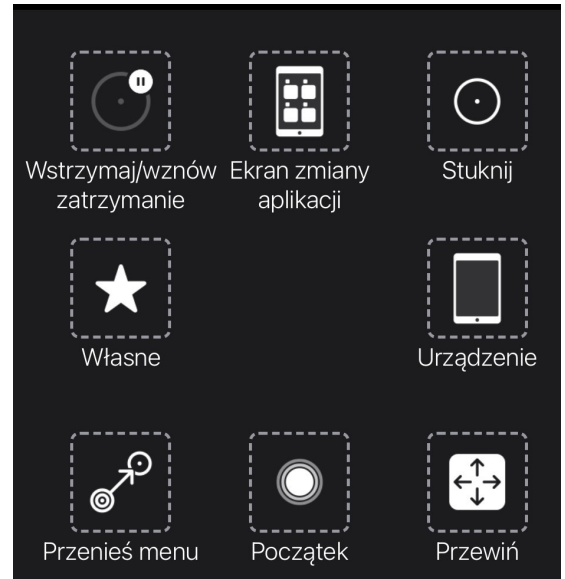 Wstrzymaj/wznów Ekran zmiany Stuknij
zatrzymanie aplikacji
Własne Urządzenie
Przenieś menu Początek Przewiń